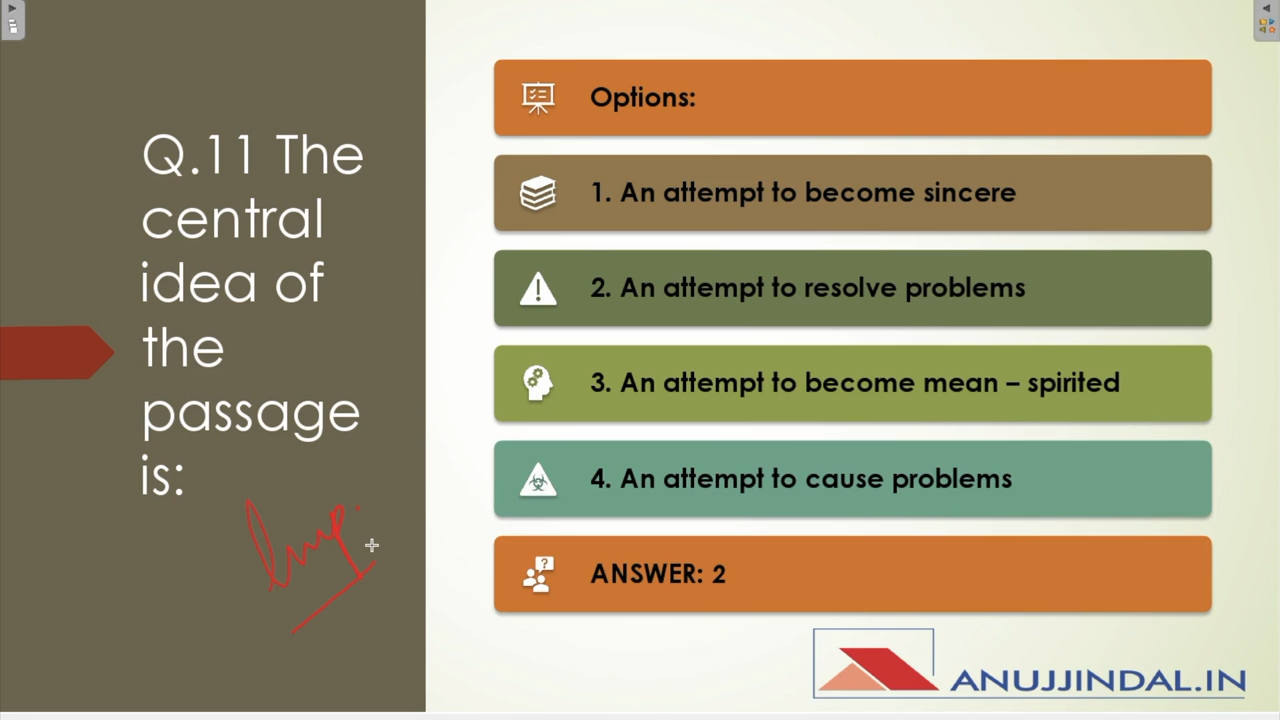 Q.11 The
central
idea of
the
passage
is:
Imp.
Options:
1. An attempt to become sincere
2. An attempt to resolve problems
3. An attempt to become mean – spirited
4. An attempt to cause problems
ANSWER: 2
ANUJJINDAL.IN